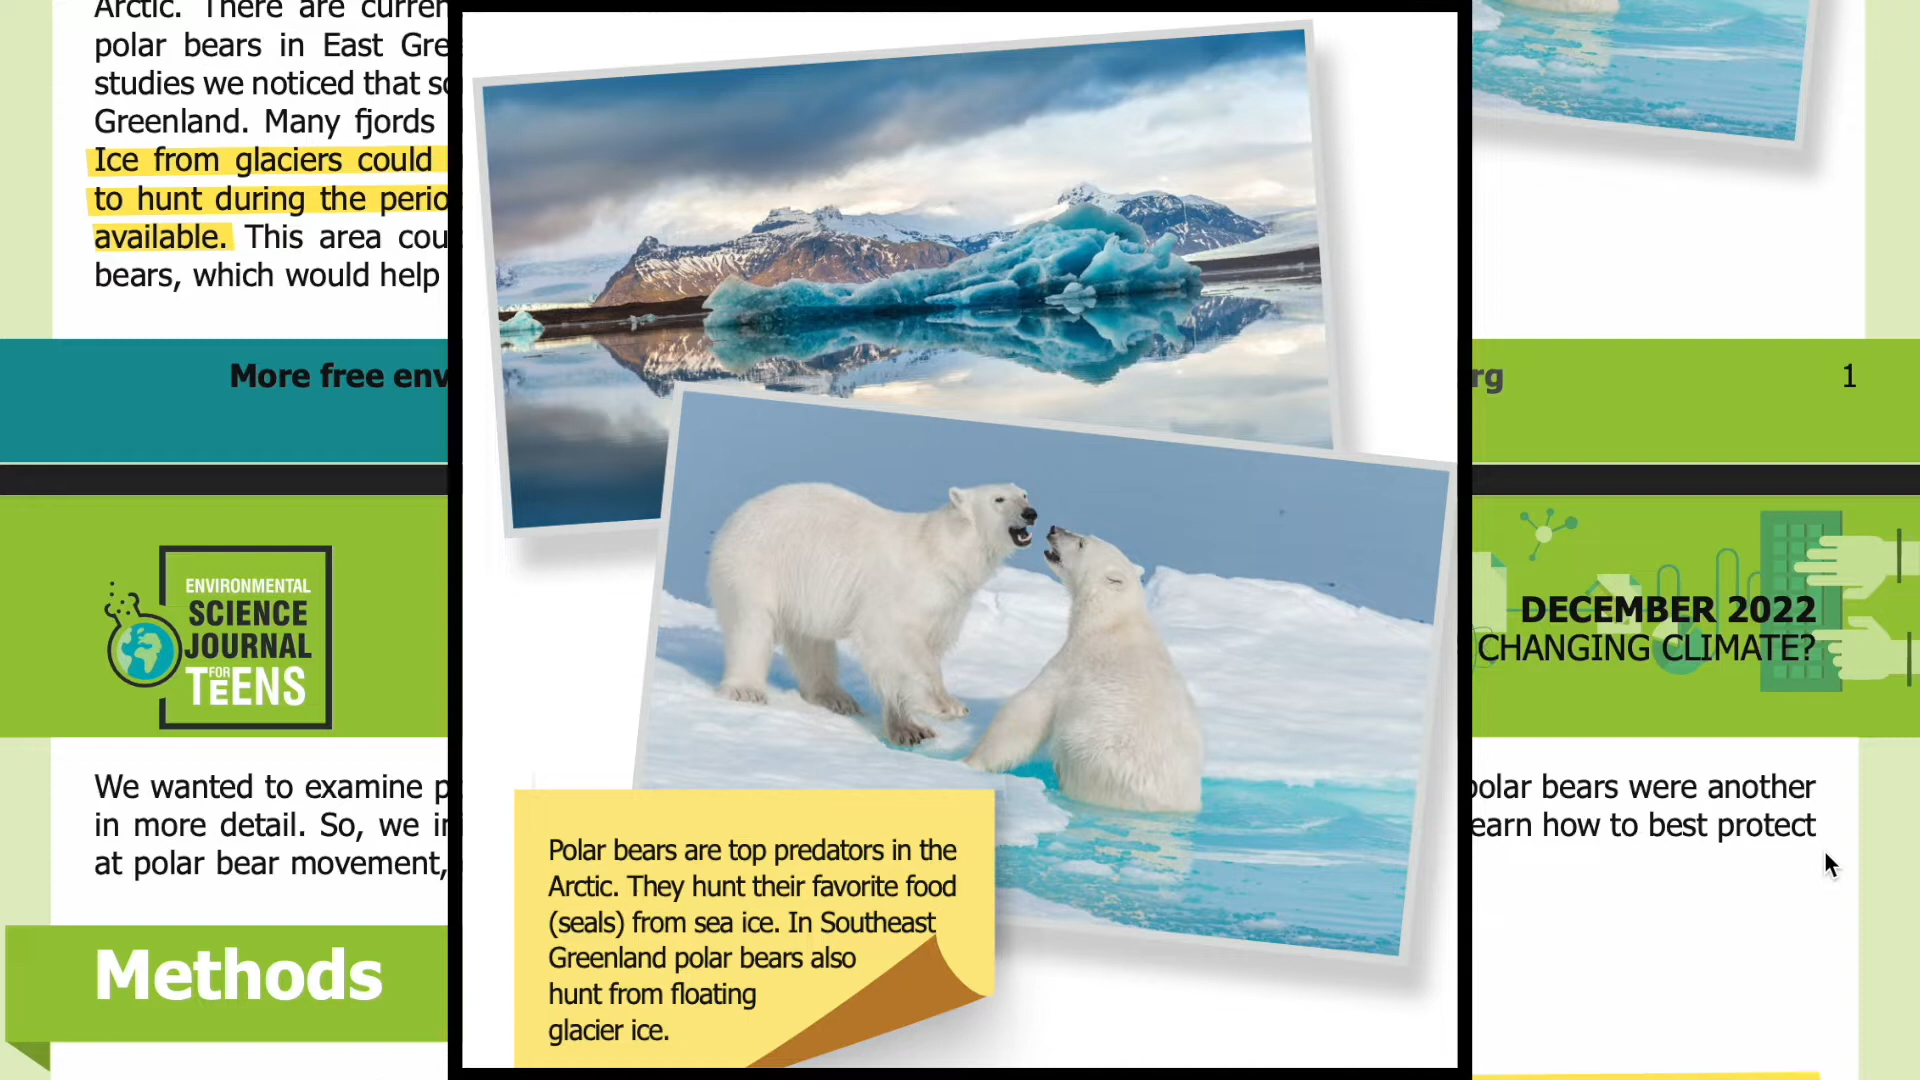 Arctic. There are curren
polar bears in East Gre
studies we noticed that so
Greenland. Many fjords
Ice from glaciers could
to hunt during the perio
available. This area cou
bears, which would help
More free env
rg
1
ENVIRONMENTAL
SCIENCE
JOURNAL
FOR
TEENS
DECEMBER 2022
CHANGING CLIMATE?
We wanted to examine p
in more detail. So, we in
at polar bear movement,
polar bears were another
earn how to best protect
Methods
Polar bears are top predators in the
Arctic. They hunt their favorite food
(seals) from sea ice. In Southeast
Greenland polar bears also
hunt from floating
glacier ice.